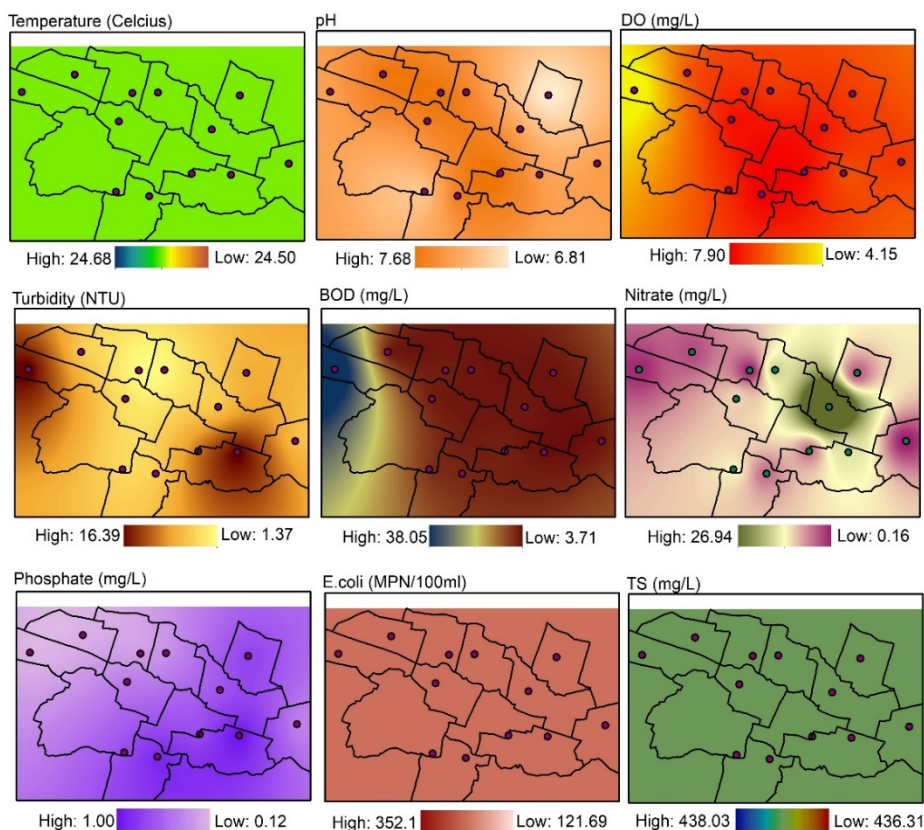 Temperature (Celcius)
pH
DO (mg/L)
High: 24.68 Low: 24.50
High: 7.68 Low: 6.81
High: 7.90 Low: 4.15
Turbidity (NTU)
BOD (mg/L)
Nitrate (mg/L)
High: 16.39 Low: 1.37
High: 38.05 Low: 3.71
High: 26.94 Low: 0.16
Phosphate (mg/L)
E.coli (MPN/100ml)
TS (mg/L)
High: 1.00 Low: 0.12
High: 352.1 Low: 121.69
High: 438.03 Low: 436.31